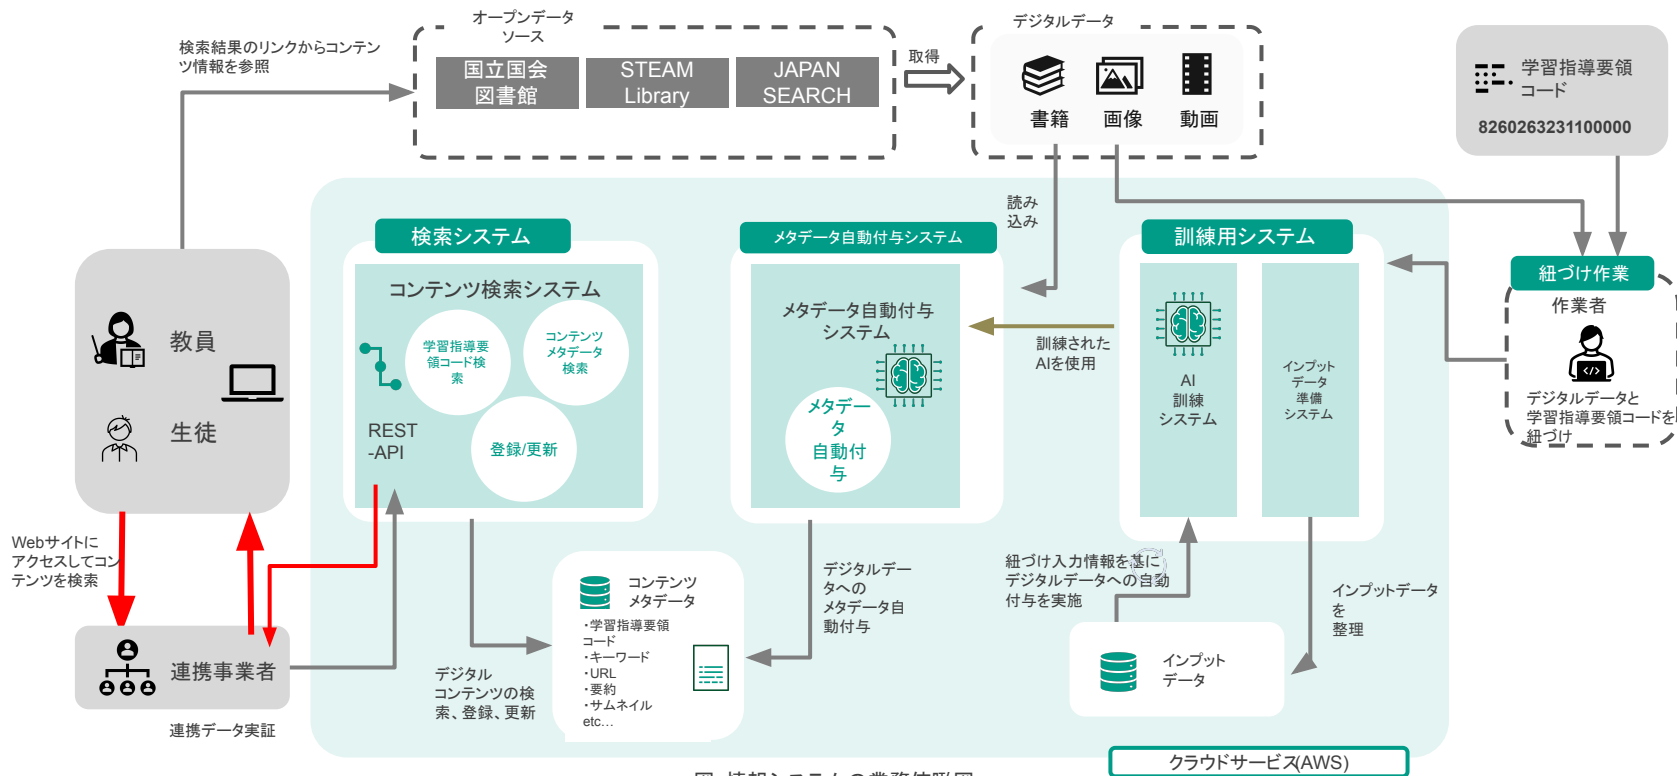 オープンデータ
ソース
デジタルデータ
検索結果のリンクからコンテン
ツ情報を参照
国立国会
図書館
STEAM
Library
JAPAN
SEARCH
取得
書籍
画像
動画
学習指導要領
コード
8260263231100000
読み
込み
検索システム
メタデータ自動付与システム
訓練用システム
紐づけ作業
作業者
デジタルデータと
学習指導要領コードを
紐づけ
コンテンツ検索システム
学習指導要
領コード検
索
コンテンツ
メタデータ
検索
登録/更新
REST
-API
メタデータ自動付与
システム
メタデー
タ
自動付
与
訓練された
AIを使用
AI
訓練
システム
インプット
データ
準備
システム
教員
生徒
Webサイトに
アクセスしてコン
テンツを検索
連携事業者
連携データ実証
デジタル
コンテンツの検
索、登録、更新
コンテンツ
メタデータ
・学習指導要領
コード
・キーワード
・URL
・要約
・サムネイル
etc…
デジタルデー
タへの
メタデータ自
動付与
紐づけ入力情報を基に
デジタルデータへの自動
付与を実施
インプットデータ
を
整理
インプット
データ
クラウドサービス(AWS)